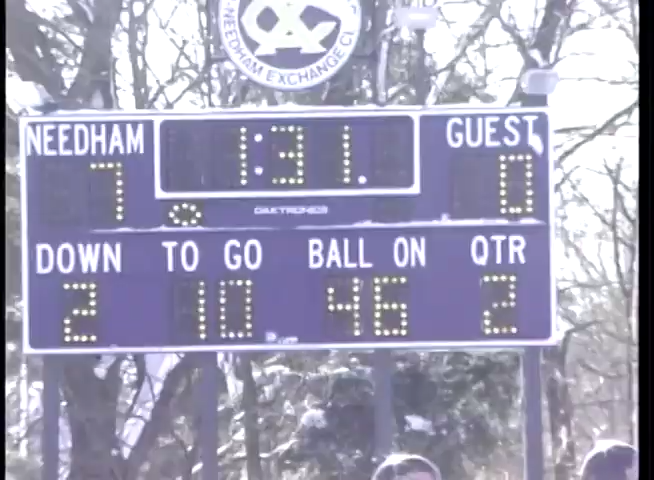 NEEDHAM EXCHANGE CL
NEEDHAM 1:31. GUEST
7 0
DAKTRONICS
DOWN TO GO BALL ON QTR
2 10 46 2